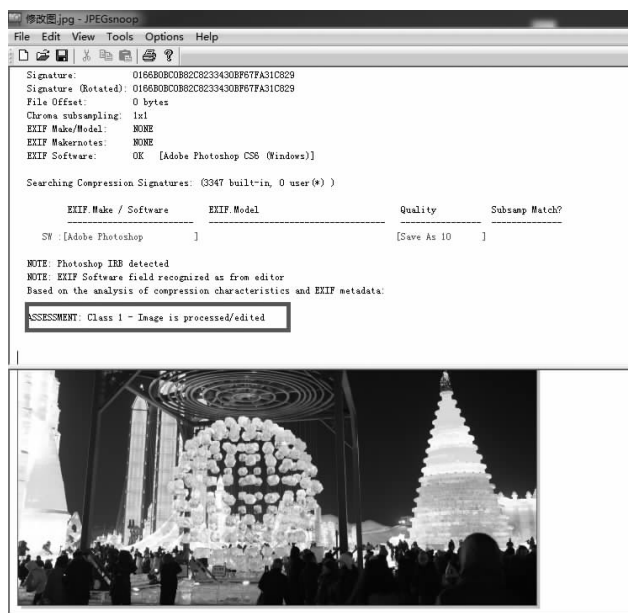 修改图.jpg - JPEGsnoop
File Edit View Tools Options Help
Signature: 0166B0BC0B82C8233430BF67FA31C829
Signature (Rotated): 0166B0BC0B82C8233430BF67FA31C829
File Offset: 0 bytes
Chroma subsampling: 1x1
EXIF Make/Model: NONE
EXIF Makernotes: NONE
EXIF Software: OK [Adobe Photoshop CS6 (Windows)]
Searching Compression Signatures: (3347 built-in, 0 user(*) )
EXIF.Make / Software EXIF.Model Quality Subsamp Match?
------------------------- ----------------------------------- ---------------- --------------
SW :[Adobe Photoshop ] [Save As 10 ]
NOTE: Photoshop IRB detected
NOTE: EXIF Software field recognized as from editor
Based on the analysis of compression characteristics and EXIF metadata:
ASSESSMENT: Class 1 - Image is processed/edited